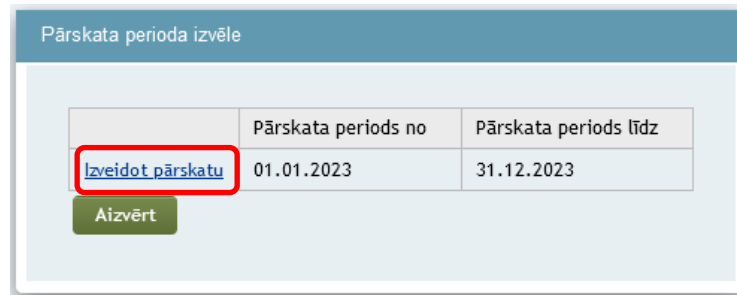 Pārskata perioda izvēle
Pārskata periods no Pārskata periods līdz
Izveidot pārskatu 01.01.2023 31.12.2023
Aizvērt